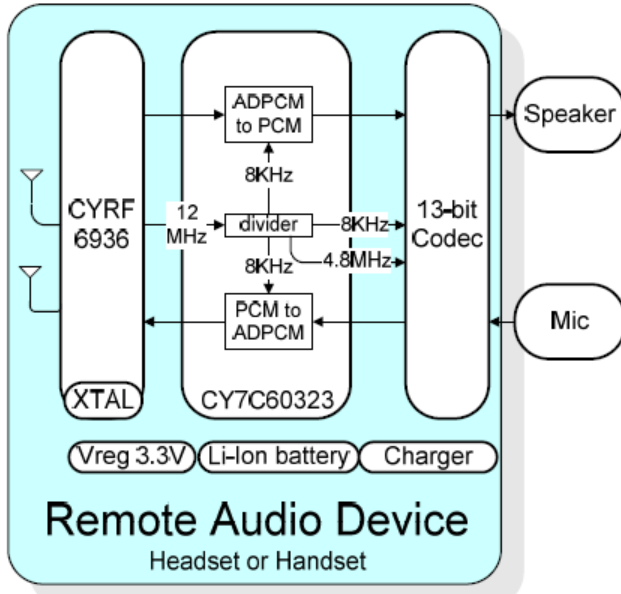 ADPCM
to PCM
Speaker
8KHz
CYRF
6936
12
MHz
divider
8KHz
13-bit
Codec
4.8MHz
8KHz
PCM to
ADPCM
Mic
XTAL
CY7C60323
Vreg 3.3V
Li-Ion battery
Charger
Remote Audio Device
Headset or Handset